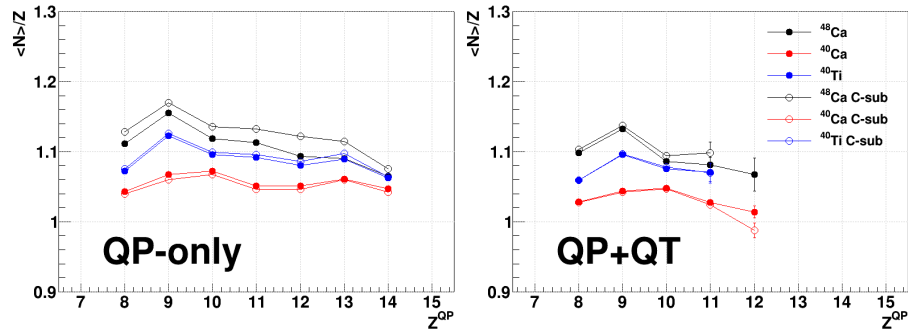 <N>/Z
1.3
1.2
1.1
1
0.9
7 8 9 10 11 12 13 14 15
Z^QP
QP-only
<N>/Z
1.3
1.2
1.1
1
0.9
7 8 9 10 11 12 13 14 15
Z^QP
QP+QT
⁴⁸Ca
⁴⁰Ca
⁴⁰Ti
⁴⁸Ca C-sub
⁴⁰Ca C-sub
⁴⁰Ti C-sub